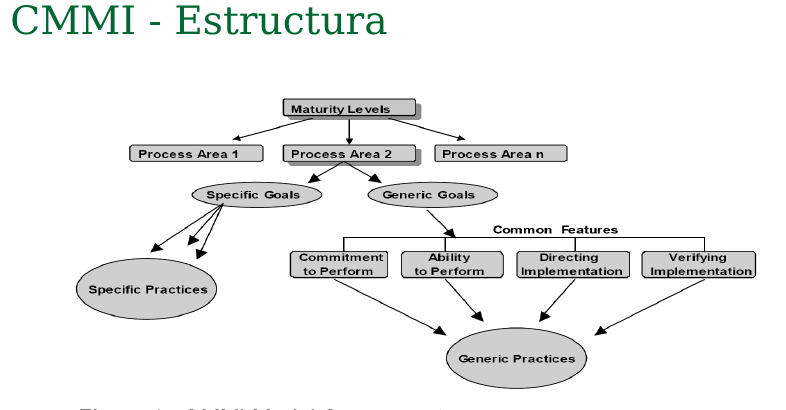 CMMI - Estructura
Maturity Levels
Process Area 1
Process Area 2
Process Area n
Specific Goals
Generic Goals
Common Features
Commitment
to Perform
Ability
to Perform
Directing
Implementation
Verifying
Implementation
Specific Practices
Generic Practices